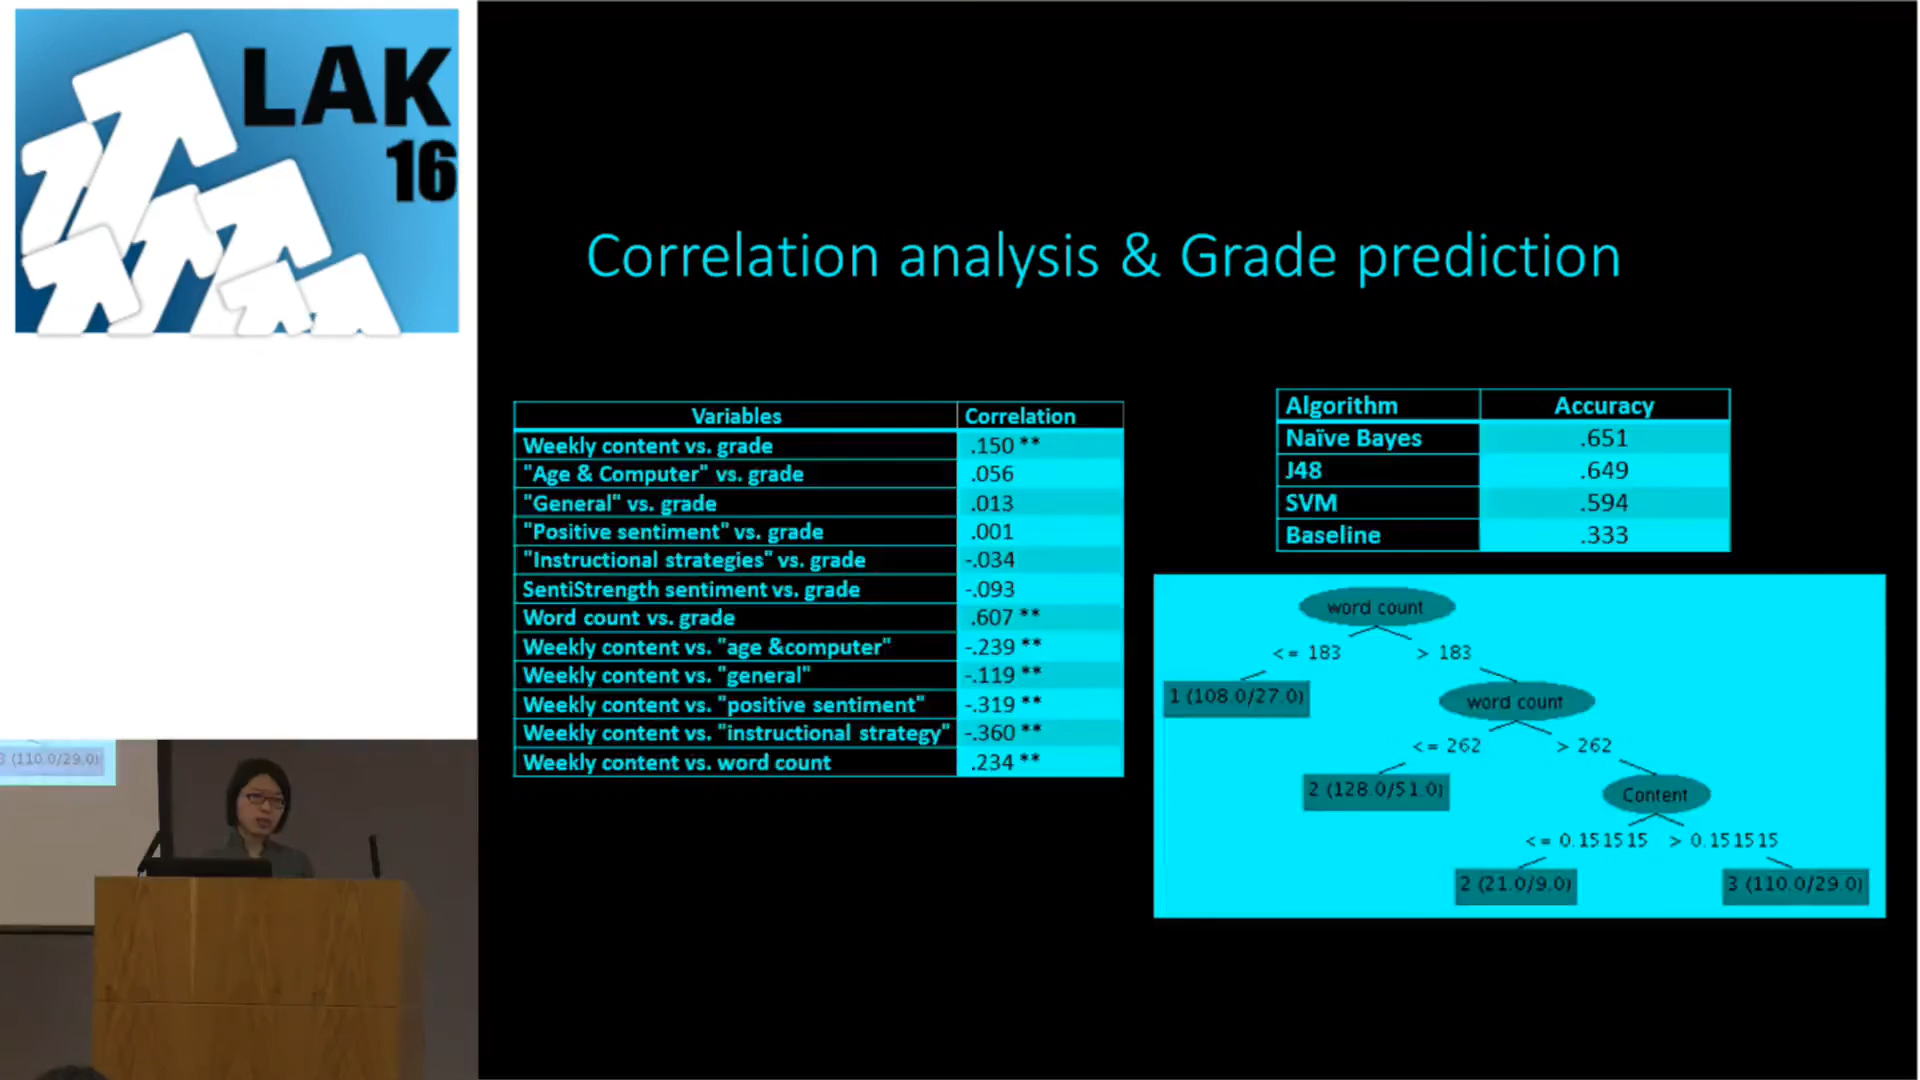 LAK
16
Correlation analysis & Grade prediction
Variables Correlation
Weekly content vs. grade .150 **
"Age & Computer" vs. grade .056
"General" vs. grade .013
"Positive sentiment" vs. grade .001
"Instructional strategies" vs. grade -.034
SentiStrength sentiment vs. grade -.093
Word count vs. grade .607 **
Weekly content vs. "age &computer" -.239 **
Weekly content vs. "general" -.119 **
Weekly content vs. "positive sentiment" -.319 **
Weekly content vs. "instructional strategy" -.360 **
Weekly content vs. word count .234 **
Algorithm Accuracy
Naïve Bayes .651
J48 .649
SVM .594
Baseline .333
word count
<= 183 > 183
1 (108.0/27.0)
word count
<= 262 > 262
2 (128.0/51.0)
Content
<= 0.151515 > 0.151515
2 (21.0/9.0) 3 (110.0/29.0)
3 (110.0/29.0)